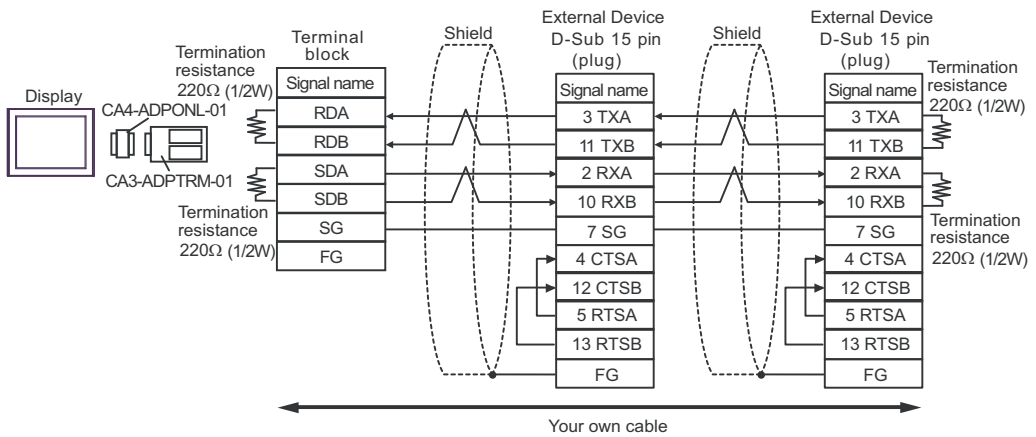 Display
CA4-ADPONL-01
CA3-ADPTRM-01
Termination
resistance
220Ω (1/2W)
Termination
resistance
220Ω (1/2W)
Terminal
block
Signal name
RDA
RDB
SDA
SDB
SG
FG
Shield
External Device
D-Sub 15 pin
(plug)
Signal name
3 TXA
11 TXB
2 RXA
10 RXB
7 SG
4 CTSA
12 CTSB
5 RTSA
13 RTSB
FG
Shield
External Device
D-Sub 15 pin
(plug)
Signal name
3 TXA
11 TXB
2 RXA
10 RXB
7 SG
4 CTSA
12 CTSB
5 RTSA
13 RTSB
FG
Termination
resistance
220Ω (1/2W)
Termination
resistance
220Ω (1/2W)
Your own cable